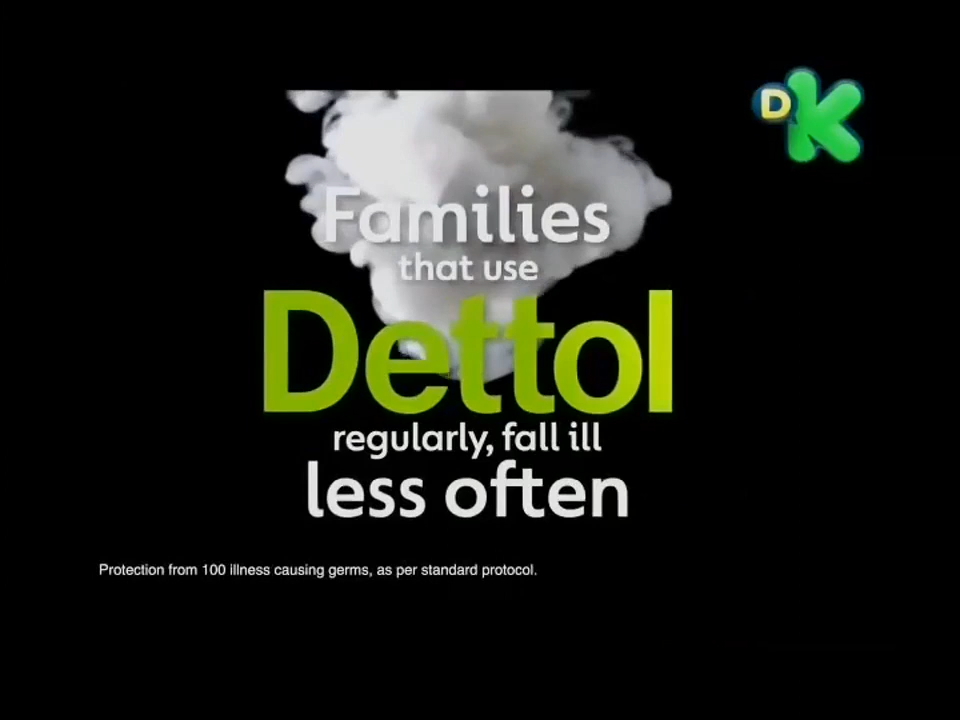 DK
Families
that use
Dettol
regularly, fall ill
less often
Protection from 100 illness causing germs, as per standard protocol.